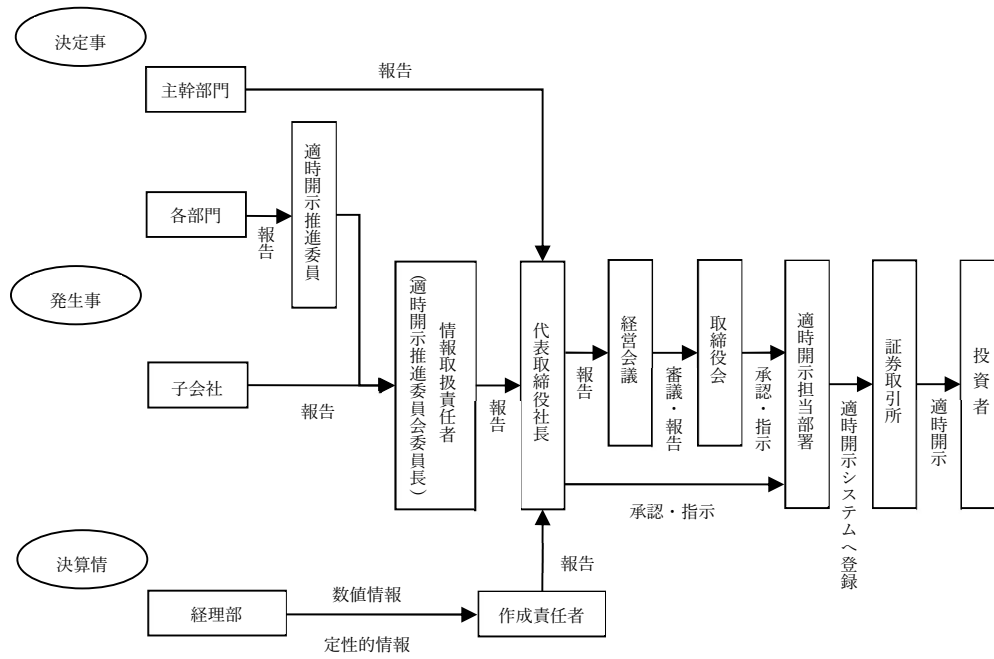 決定事
報告
主幹部門
適時開示推進委員
各部門
報告
発生事
(適時開示推進委員会委員長)
情報取扱責任者
代表取締役社長
経営会議
取締役会
適時開示担当部署
証券取引所
投資者
子会社
報告
報告
報告
審議・報告
承認・指示
適時開示システムへ登録
適時開示
承認・指示
決算情
報告
数値情報
経理部
作成責任者
定性的情報